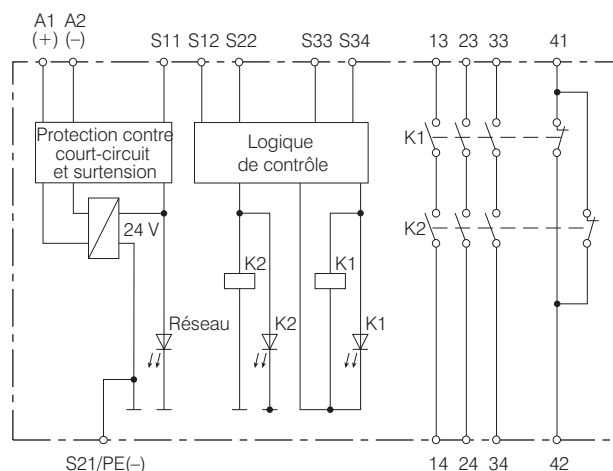 A1 (+)
A2 (–)
S11
S12
S22
S33
S34
13
23
33
41
Protection contre
court-circuit
et surtension
Logique
de contrôle
K1
24 V
K2
K2
K1
Réseau
K2
K1
S21/PE(–)
14
24
34
42